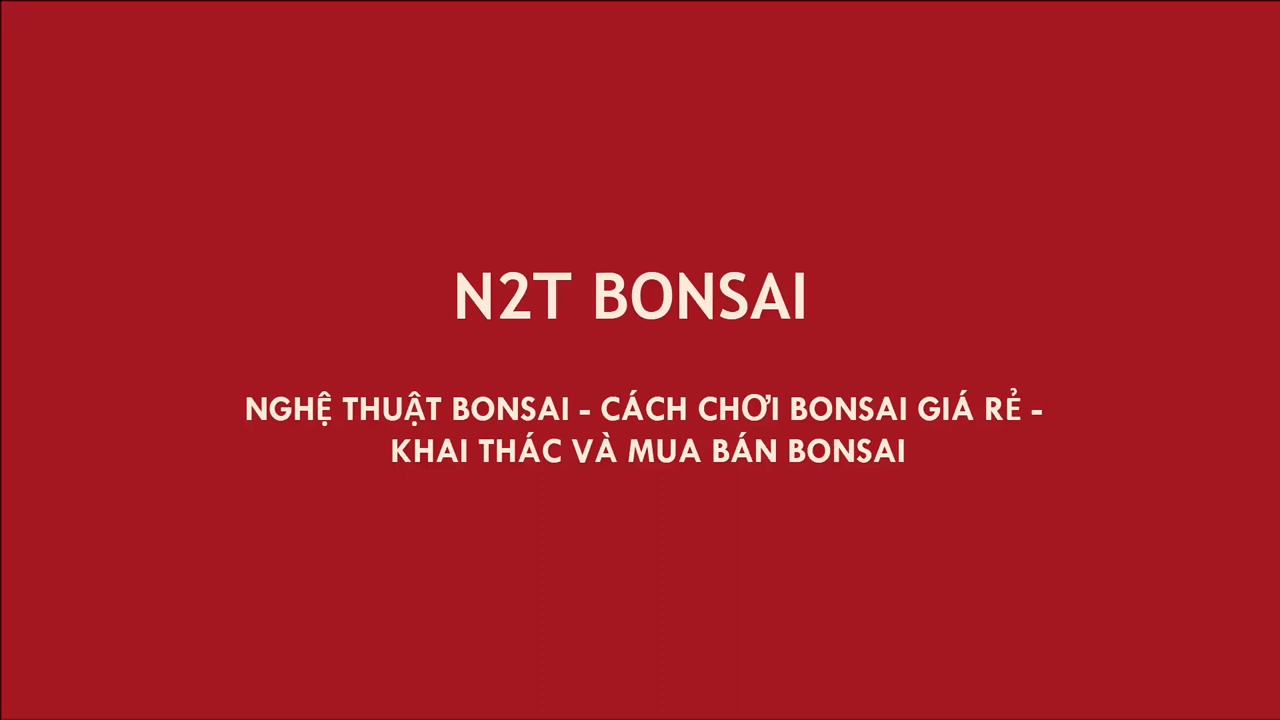 N2T BONSAI
NGHỆ THUẬT BONSAI - CÁCH CHƠI BONSAI GIÁ RẺ -
KHAI THÁC VÀ MUA BÁN BONSAI